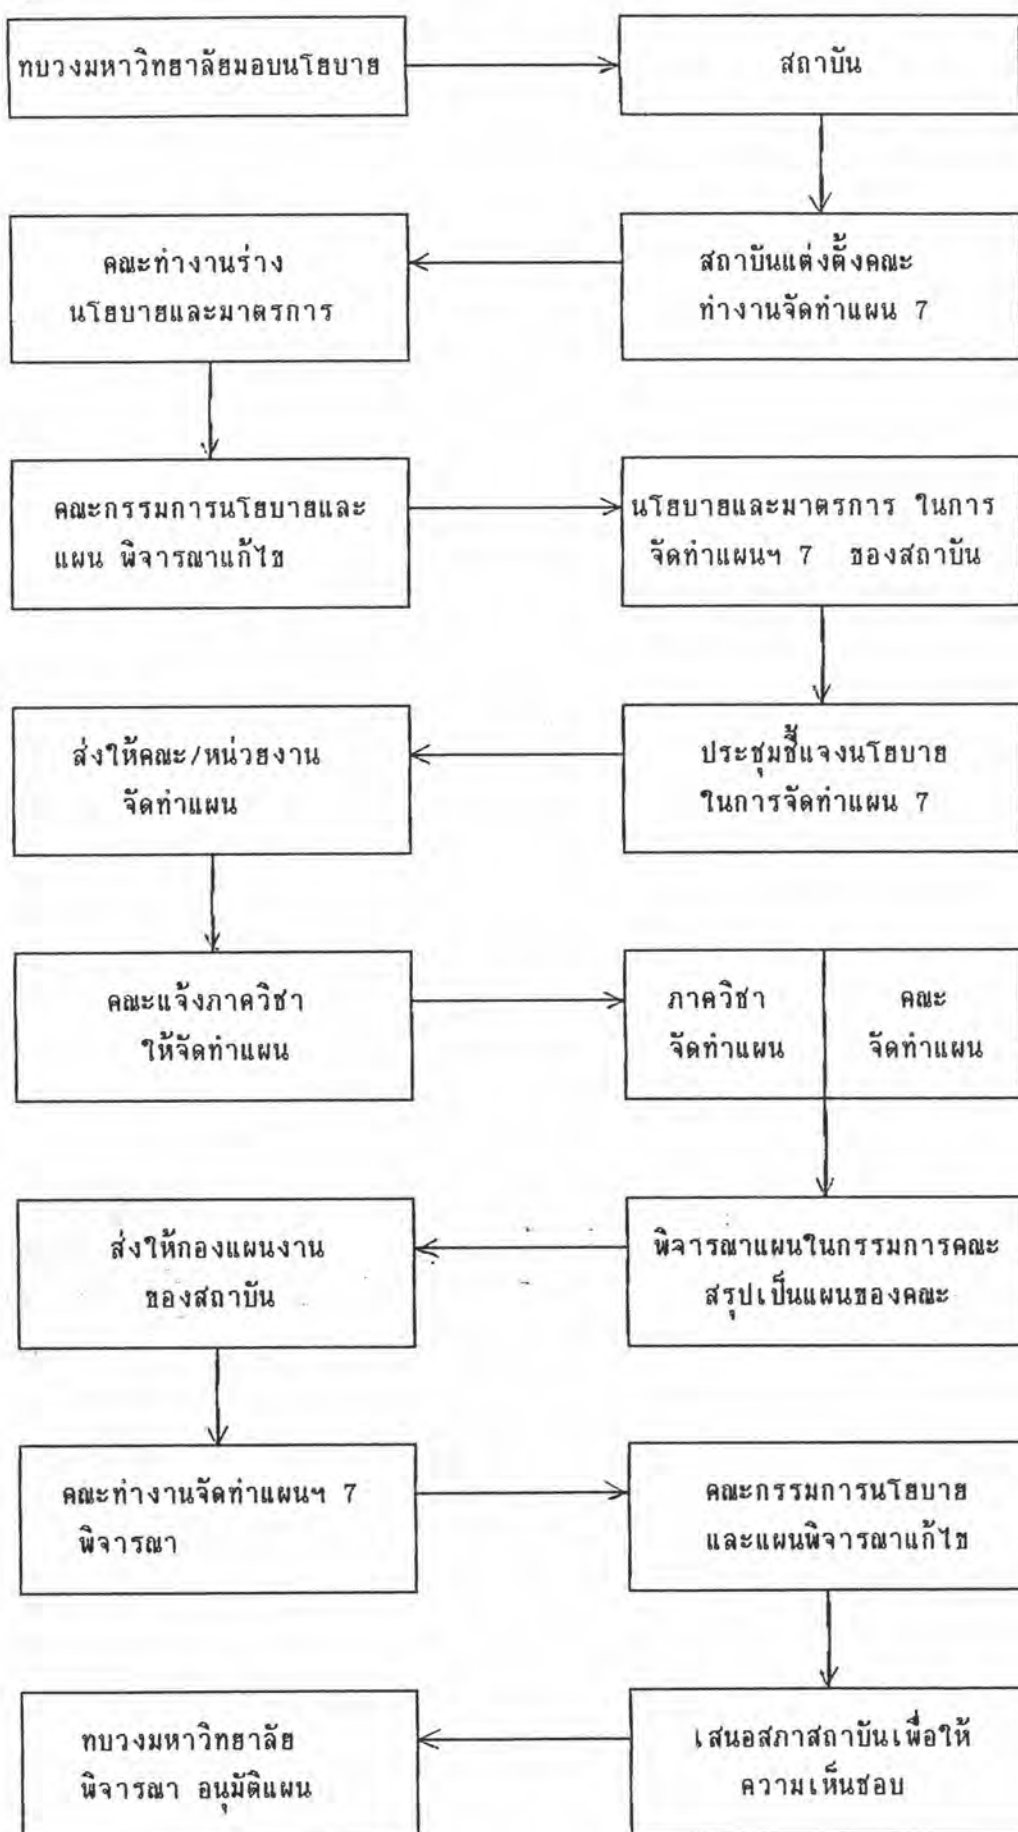 ทบวงมหาวิทยาลัยมอบนโยบาย
สถาบัน
สถาบันแต่งตั้งคณะ
ทำงานจัดทำแผน 7
คณะทำงานร่าง
นโยบายและมาตรการ
คณะกรรมการนโยบายและ
แผน พิจารณาแก้ไข
นโยบายและมาตรการ ในการ
จัดทำแผนฯ 7 ของสถาบัน
ประชุมชี้แจงนโยบาย
ในการจัดทำแผน 7
ส่งให้คณะ/หน่วยงาน
จัดทำแผน
คณะแจ้งภาควิชา
ให้จัดทำแผน
ภาควิชา
จัดทำแผน
คณะ
จัดทำแผน
พิจารณาแผนในกรรมการคณะ
สรุปเป็นแผนของคณะ
ส่งให้กองแผนงาน
ของสถาบัน
คณะทำงานจัดทำแผนฯ 7
พิจารณา
คณะกรรมการนโยบาย
และแผนพิจารณาแก้ไข
เสนอสภาสถาบันเพื่อให้
ความเห็นชอบ
ทบวงมหาวิทยาลัย
พิจารณา อนุมัติแผน